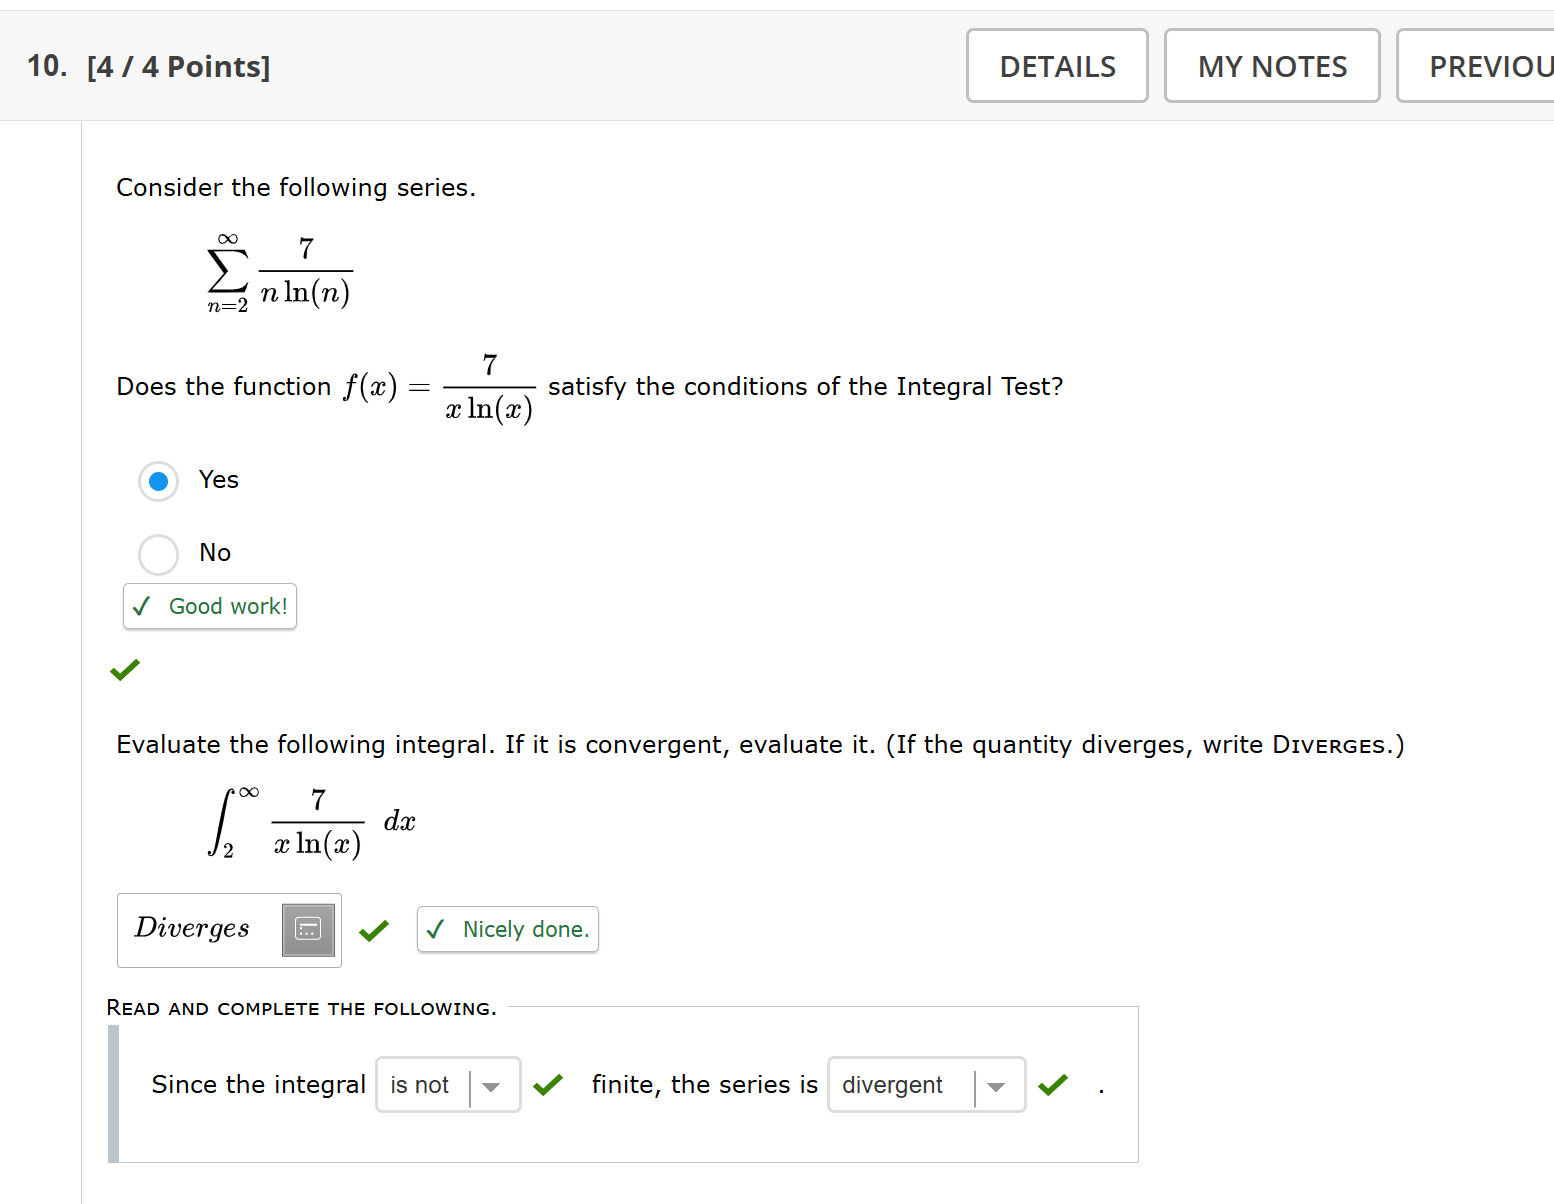 10. [4 / 4 Points]
DETAILS
MY NOTES
PREVIOU
Consider the following series.
∞
∑ 7 / (n ln(n))
n=2
Does the function f(x) = 7 / (x ln(x)) satisfy the conditions of the Integral Test?
Yes
No
✓ Good work!
Evaluate the following integral. If it is convergent, evaluate it. (If the quantity diverges, write DIVERGES.)
∫₂^∞ 7 / (x ln(x)) dx
Diverges
✓ Nicely done.
READ AND COMPLETE THE FOLLOWING.
Since the integral is not finite, the series is divergent .